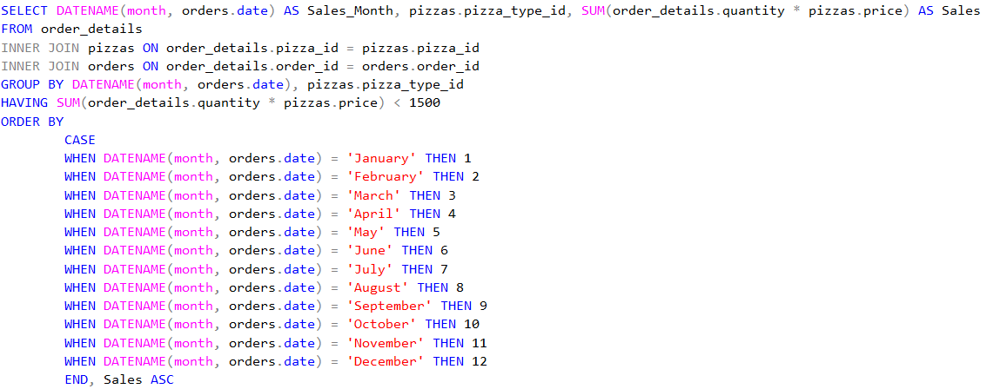 SELECT DATENAME(month, orders.date) AS Sales_Month, pizzas.pizza_type_id, SUM(order_details.quantity * pizzas.price) AS Sales
FROM order_details
INNER JOIN pizzas ON order_details.pizza_id = pizzas.pizza_id
INNER JOIN orders ON order_details.order_id = orders.order_id
GROUP BY DATENAME(month, orders.date), pizzas.pizza_type_id
HAVING SUM(order_details.quantity * pizzas.price) < 1500
ORDER BY
CASE
WHEN DATENAME(month, orders.date) = 'January' THEN 1
WHEN DATENAME(month, orders.date) = 'February' THEN 2
WHEN DATENAME(month, orders.date) = 'March' THEN 3
WHEN DATENAME(month, orders.date) = 'April' THEN 4
WHEN DATENAME(month, orders.date) = 'May' THEN 5
WHEN DATENAME(month, orders.date) = 'June' THEN 6
WHEN DATENAME(month, orders.date) = 'July' THEN 7
WHEN DATENAME(month, orders.date) = 'August' THEN 8
WHEN DATENAME(month, orders.date) = 'September' THEN 9
WHEN DATENAME(month, orders.date) = 'October' THEN 10
WHEN DATENAME(month, orders.date) = 'November' THEN 11
WHEN DATENAME(month, orders.date) = 'December' THEN 12
END, Sales ASC